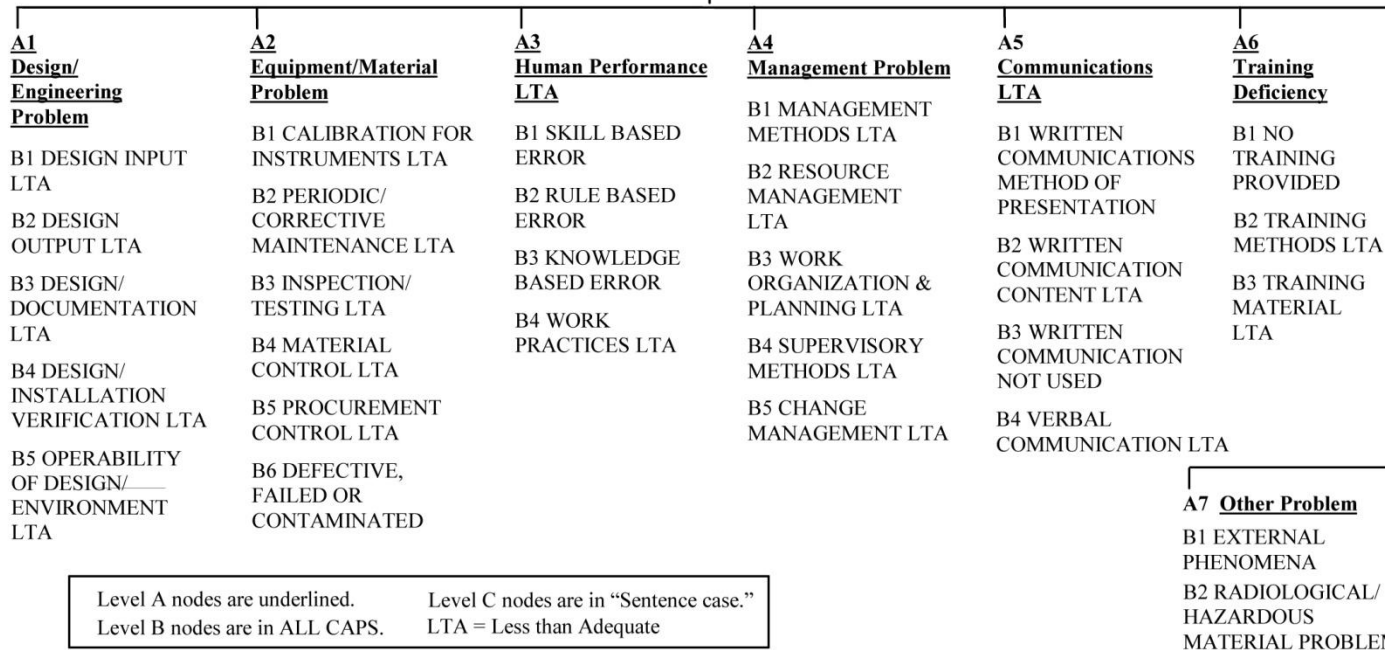 A1
Design/
Engineering
Problem
B1 DESIGN INPUT
LTA
B2 DESIGN
OUTPUT LTA
B3 DESIGN/
DOCUMENTATION
LTA
B4 DESIGN/
INSTALLATION
VERIFICATION LTA
B5 OPERABILITY
OF DESIGN/
ENVIRONMENT
LTA
A2
Equipment/Material
Problem
B1 CALIBRATION FOR
INSTRUMENTS LTA
B2 PERIODIC/
CORRECTIVE
MAINTENANCE LTA
B3 INSPECTION/
TESTING LTA
B4 MATERIAL
CONTROL LTA
B5 PROCUREMENT
CONTROL LTA
B6 DEFECTIVE,
FAILED OR
CONTAMINATED
A3
Human Performance
LTA
B1 SKILL BASED
ERROR
B2 RULE BASED
ERROR
B3 KNOWLEDGE
BASED ERROR
B4 WORK
PRACTICES LTA
A4
Management Problem
B1 MANAGEMENT
METHODS LTA
B2 RESOURCE
MANAGEMENT
LTA
B3 WORK
ORGANIZATION &
PLANNING LTA
B4 SUPERVISORY
METHODS LTA
B5 CHANGE
MANAGEMENT LTA
A5
Communications
LTA
B1 WRITTEN
COMMUNICATIONS
METHOD OF
PRESENTATION
B2 WRITTEN
COMMUNICATION
CONTENT LTA
B3 WRITTEN
COMMUNICATION
NOT USED
B4 VERBAL
COMMUNICATION LTA
A6
Training
Deficiency
B1 NO
TRAINING
PROVIDED
B2 TRAINING
METHODS LTA
B3 TRAINING
MATERIAL
LTA
A7 Other Problem
B1 EXTERNAL
PHENOMENA
B2 RADIOLOGICAL/
HAZARDOUS
MATERIAL PROBLEM
Level A nodes are underlined.
Level B nodes are in ALL CAPS.
Level C nodes are in “Sentence case.”
LTA = Less than Adequate